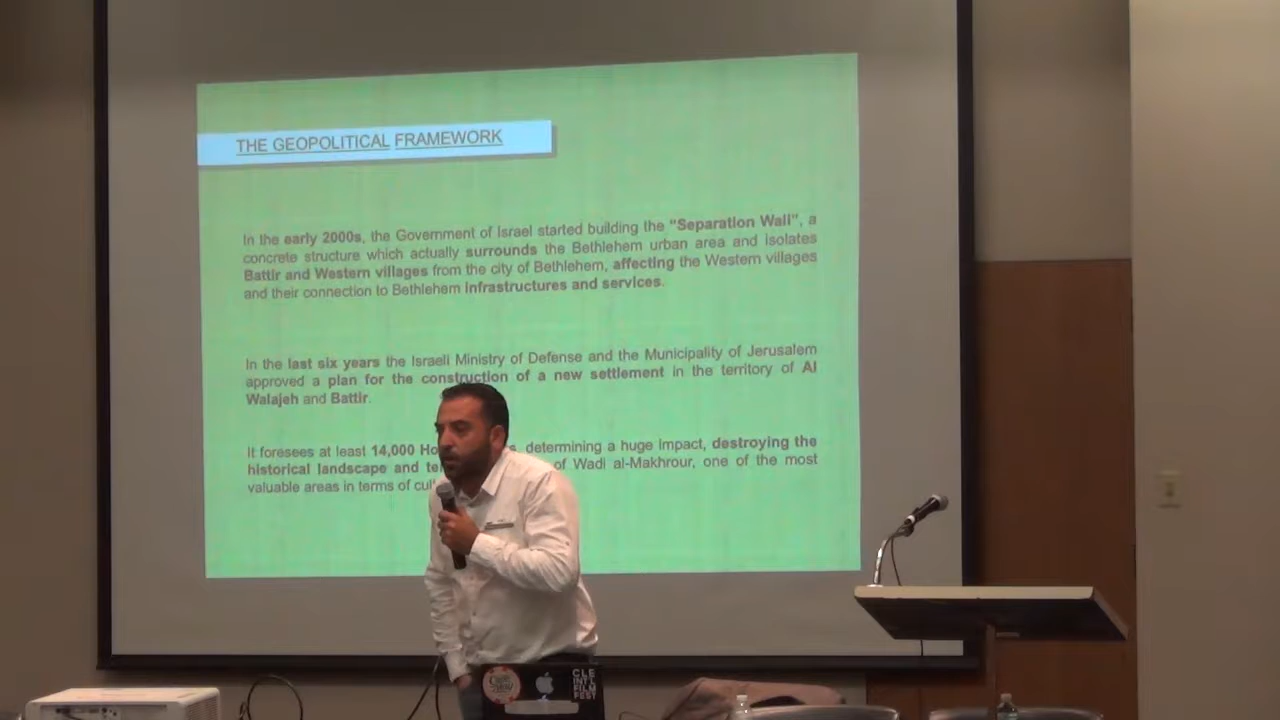 THE GEOPOLITICAL FRAMEWORK
In the early 2000s, the Government of Israel started building the "Separation Wall", a
concrete structure which actually surrounds the Bethlehem urban area and isolates
Battir and Western villages from the city of Bethlehem, affecting the Western villages
and their connection to Bethlehem infrastructures and services.
In the last six years the Israeli Ministry of Defense and the Municipality of Jerusalem
approved a plan for the construction of a new settlement in the territory of Al
Walajeh and Battir.
It foresees at least 14,000 determining a huge impact, destroying the
historical landscape and of Wadi al-Makhrour, one of the most
valuable areas in terms of
CLE
INT'L
FILM
FEST